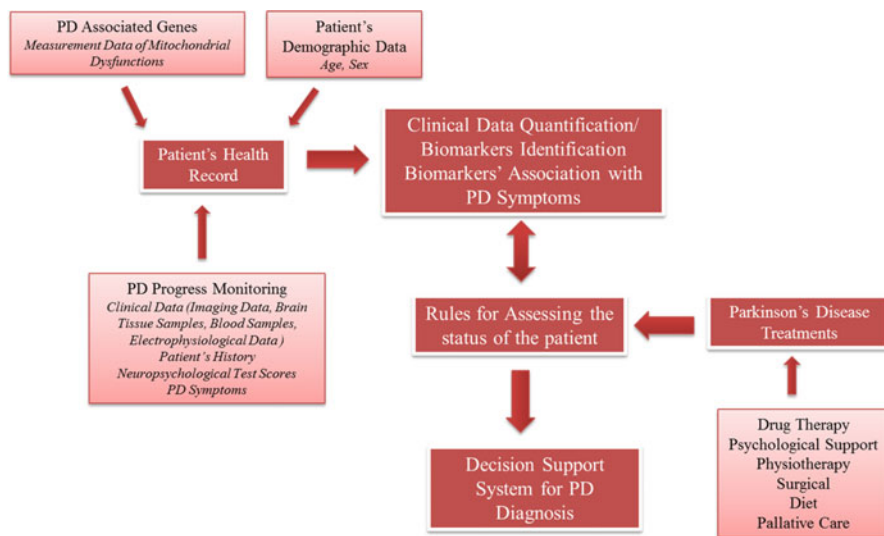 PD Associated Genes
Measurement Data of Mitochondrial
Dysfunctions
Patient's
Demographic Data
Age, Sex
Patient's Health
Record
Clinical Data Quantification/
Biomarkers Identification
Biomarkers' Association with
PD Symptoms
PD Progress Monitoring
Clinical Data (Imaging Data, Brain
Tissue Samples, Blood Samples,
Electrophysiological Data)
Patient's History
Neuropsychological Test Scores
PD Symptoms
Rules for Assessing the
status of the patient
Parkinson's Disease
Treatments
Decision Support
System for PD
Diagnosis
Drug Therapy
Psychological Support
Physiotherapy
Surgical
Diet
Pallative Care